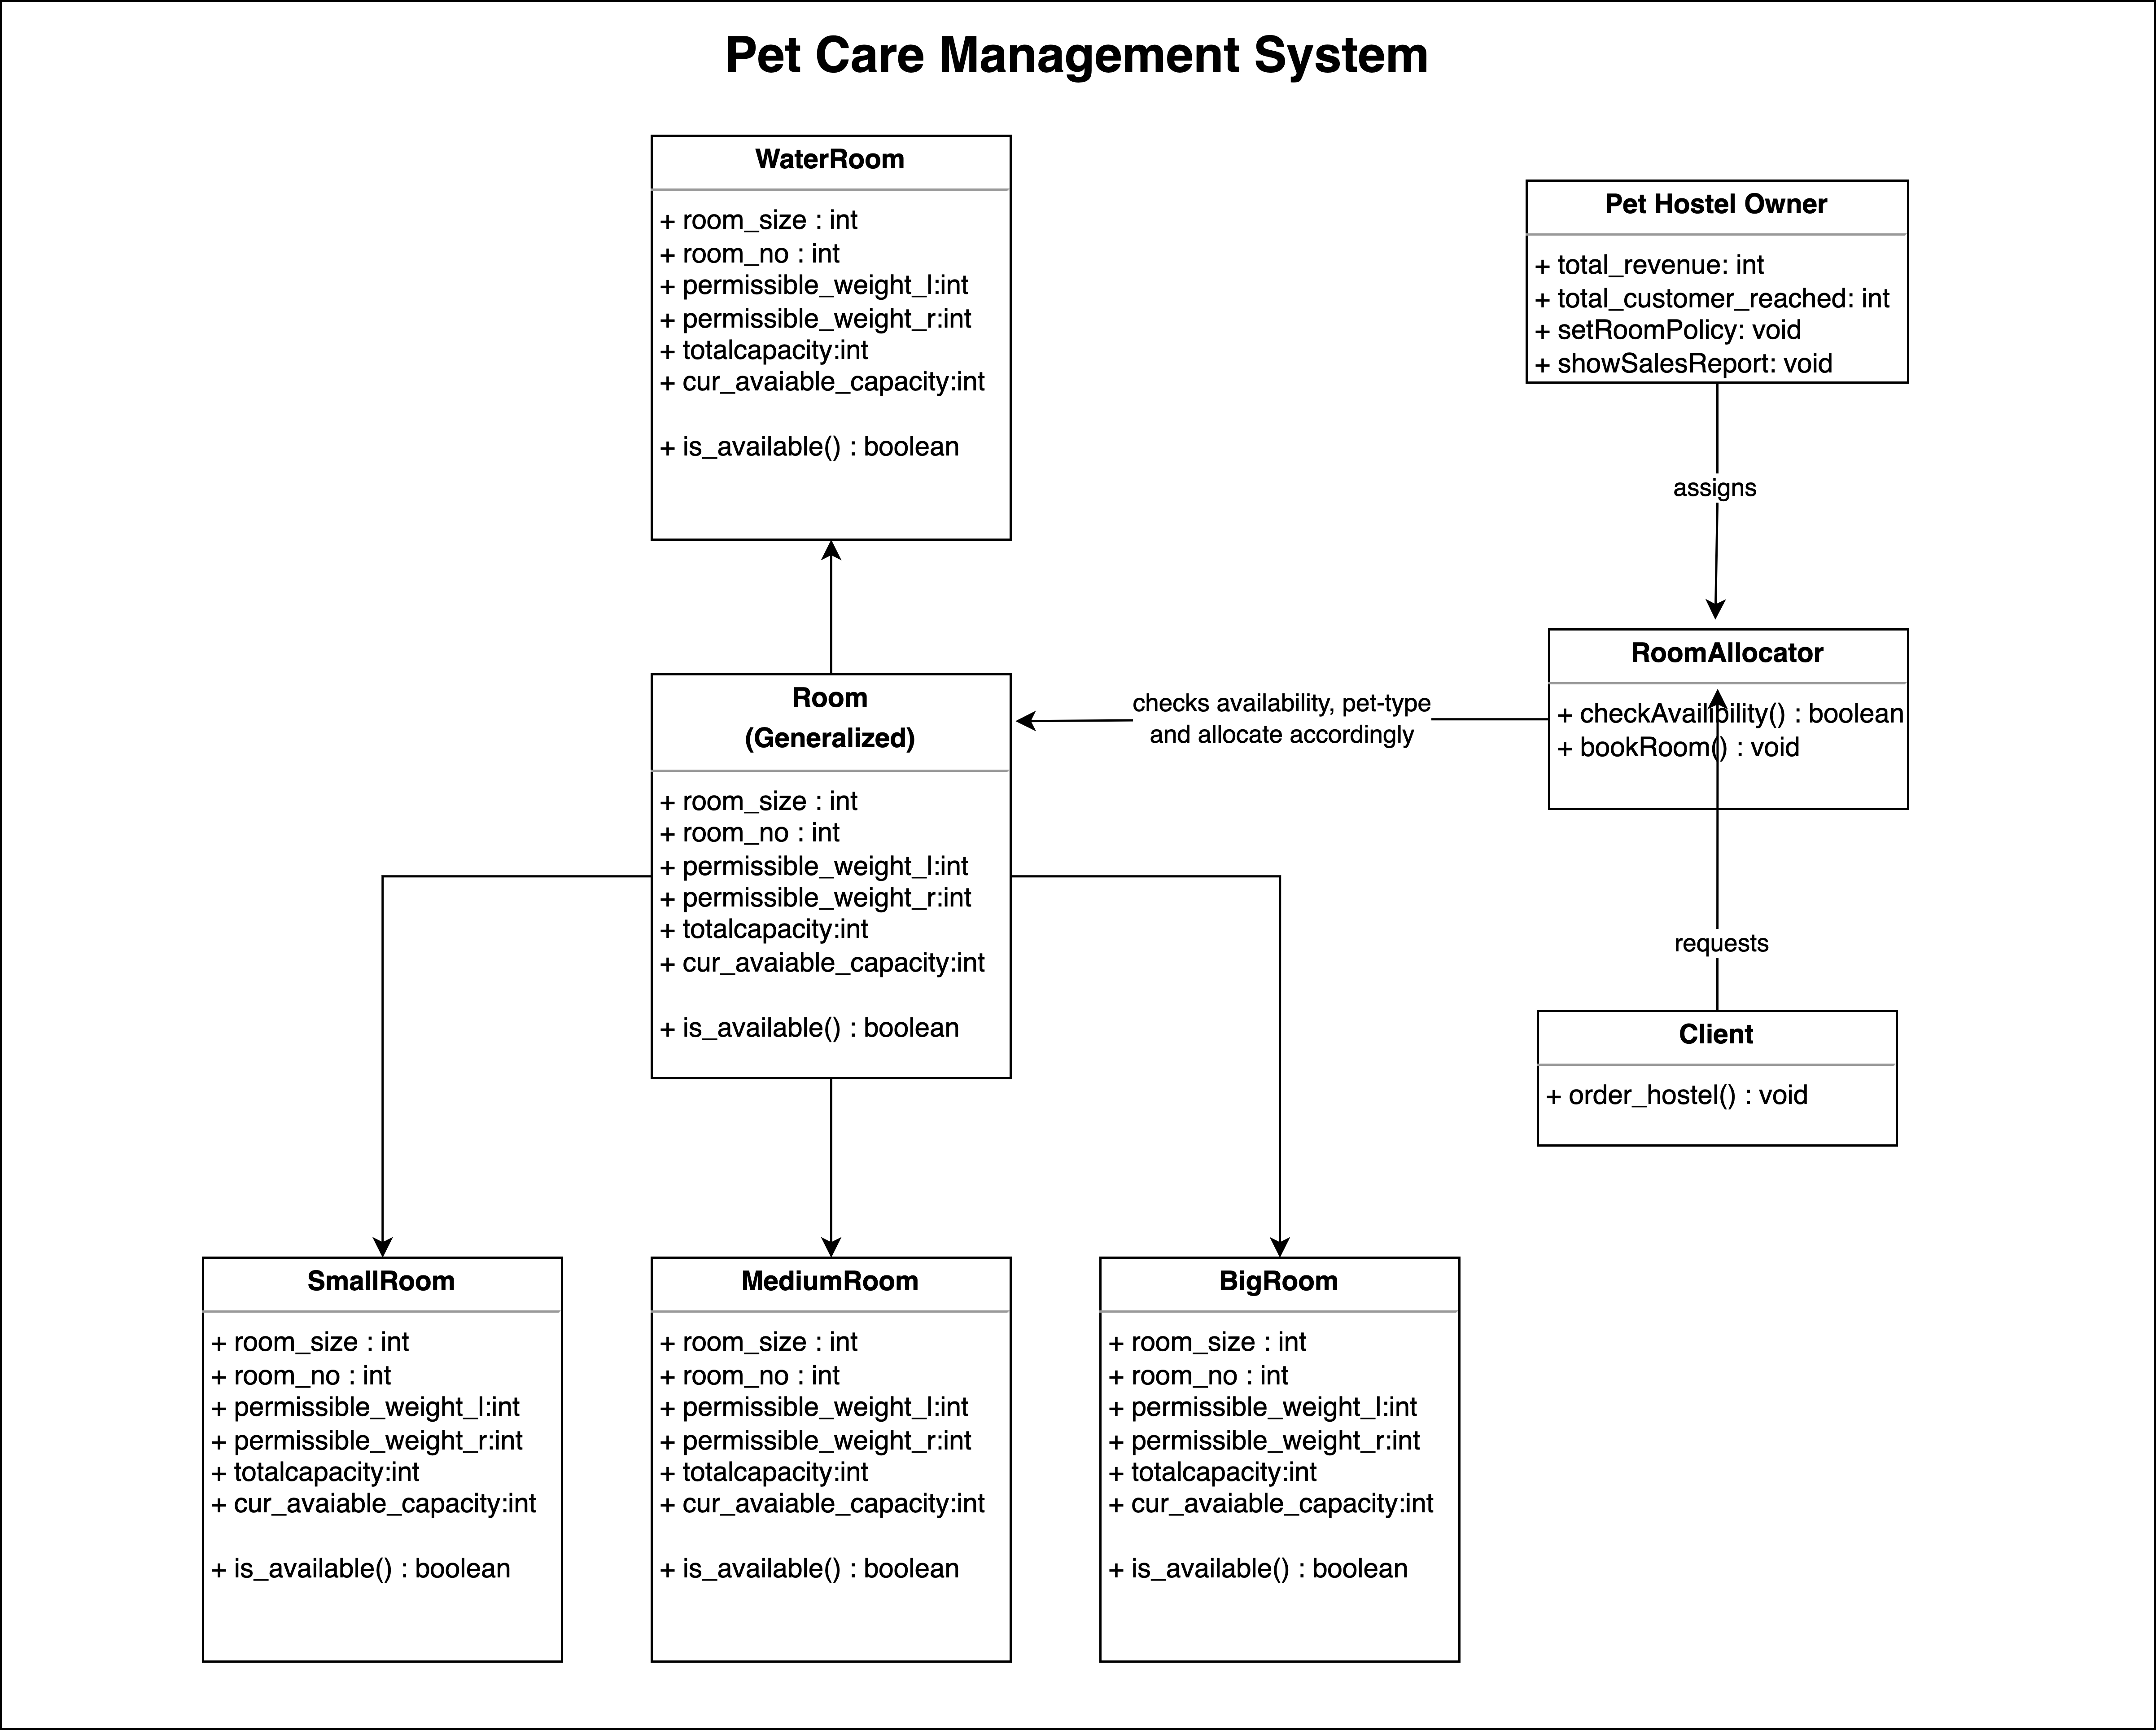 Pet Care Management System
WaterRoom
+ room_size : int
+ room_no : int
+ permissible_weight_l:int
+ permissible_weight_r:int
+ totalcapacity:int
+ cur_avaiable_capacity:int
+ is_available() : boolean
Pet Hostel Owner
+ total_revenue: int
+ total_customer_reached: int
+ setRoomPolicy: void
+ showSalesReport: void
assigns
RoomAllocator
+ checkAvailibility() : boolean
+ bookRoom() : void
checks availability, pet-type
and allocate accordingly
Room
(Generalized)
+ room_size : int
+ room_no : int
+ permissible_weight_l:int
+ permissible_weight_r:int
+ totalcapacity:int
+ cur_avaiable_capacity:int
+ is_available() : boolean
requests
Client
+ order_hostel() : void
SmallRoom
+ room_size : int
+ room_no : int
+ permissible_weight_l:int
+ permissible_weight_r:int
+ totalcapacity:int
+ cur_avaiable_capacity:int
+ is_available() : boolean
MediumRoom
+ room_size : int
+ room_no : int
+ permissible_weight_l:int
+ permissible_weight_r:int
+ totalcapacity:int
+ cur_avaiable_capacity:int
+ is_available() : boolean
BigRoom
+ room_size : int
+ room_no : int
+ permissible_weight_l:int
+ permissible_weight_r:int
+ totalcapacity:int
+ cur_avaiable_capacity:int
+ is_available() : boolean